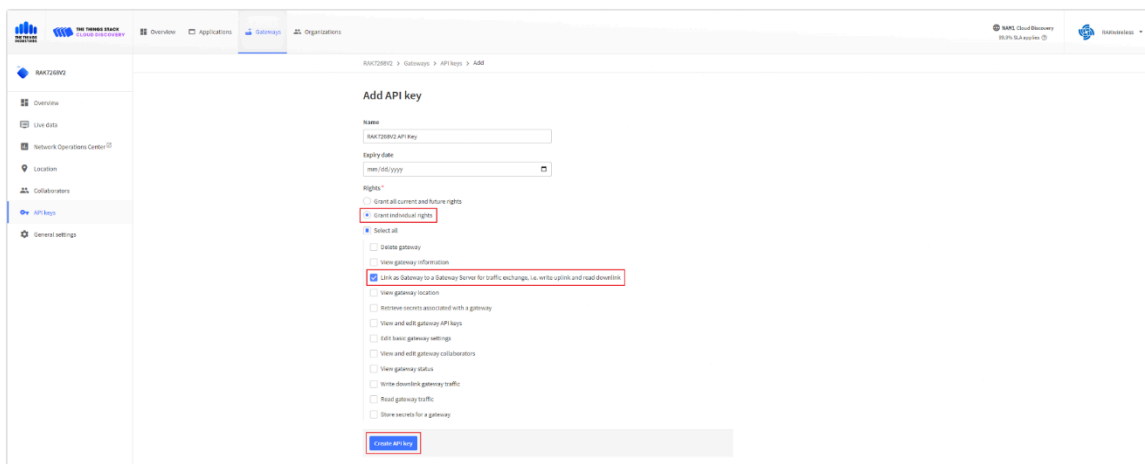 THE THINGS INDUSTRIES
THE THINGS STACK
CLOUD DISCOVERY
Overview
Applications
Gateways
Organizations
NAM1 Cloud Discovery
99.9% SLA applies
RAKwireless
RAK7268V2
Overview
Live data
Network Operations Center
Location
Collaborators
API keys
General settings
RAK7268V2 > Gateways > API keys > Add
Add API key
Name
RAK7268V2 API Key
Expiry date
mm/dd/yyyy
Rights *
Grant all current and future rights
Grant individual rights
Select all
Delete gateway
View gateway information
Link as Gateway to a Gateway Server for traffic exchange, i.e. write uplink and read downlink
View gateway location
Retrieve secrets associated with a gateway
View and edit gateway API keys
Edit basic gateway settings
View and edit gateway collaborators
View gateway status
Write downlink gateway traffic
Read gateway traffic
Store secrets for a gateway
Create API key